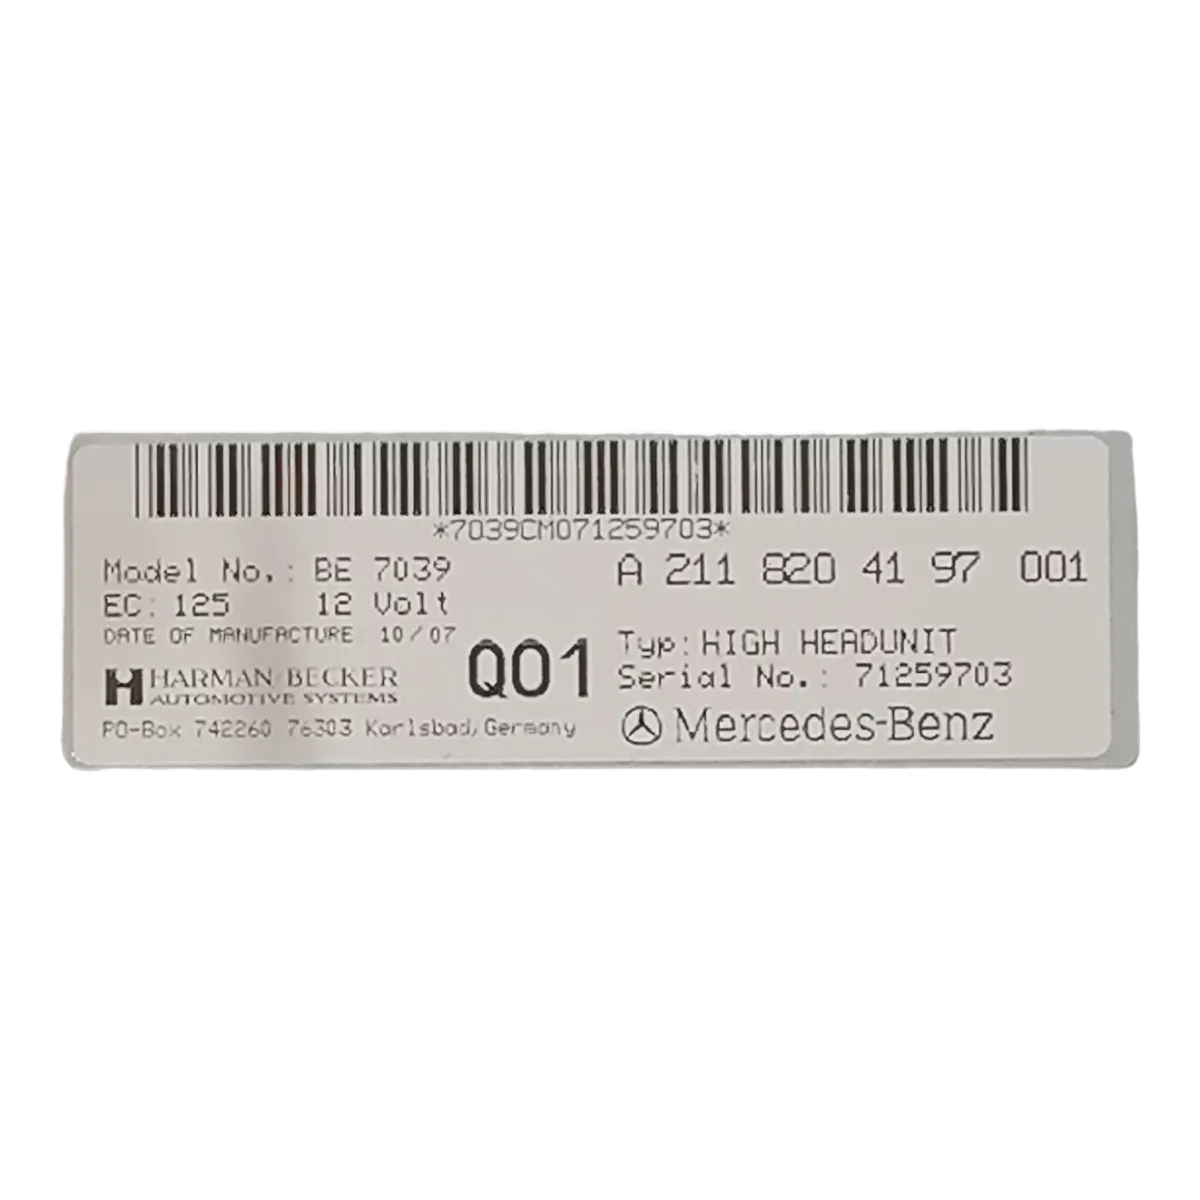 *7039CM071259703*
Model No.: BE 7039
A 211 820 41 97 001
EC: 125 12 Volt
DATE OF MANUFACTURE 10/07
Q01
Typ: HIGH HEADUNIT
Serial No.: 71259703
HARMAN/BECKER
AUTOMOTIVE SYSTEMS
PO-Box 742260 76303 Karlsbad, Germany
Mercedes-Benz